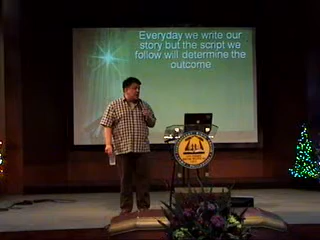 Everyday we write our
story but the script we
follow will determine the
outcome